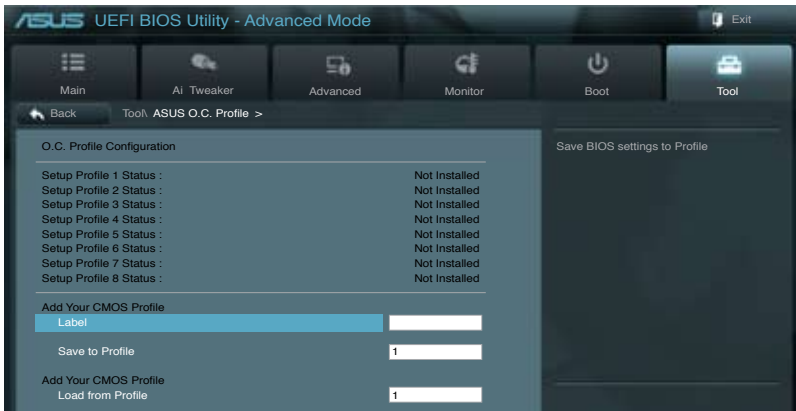 ASUS UEFI BIOS Utility - Advanced Mode
Exit
Main
Ai Tweaker
Advanced
Monitor
Boot
Tool
Back
Tool\ ASUS O.C. Profile >
O.C. Profile Configuration
Save BIOS settings to Profile
Setup Profile 1 Status : Not Installed
Setup Profile 2 Status : Not Installed
Setup Profile 3 Status : Not Installed
Setup Profile 4 Status : Not Installed
Setup Profile 5 Status : Not Installed
Setup Profile 6 Status : Not Installed
Setup Profile 7 Status : Not Installed
Setup Profile 8 Status : Not Installed
Add Your CMOS Profile
Label
Save to Profile 1
Add Your CMOS Profile
Load from Profile 1